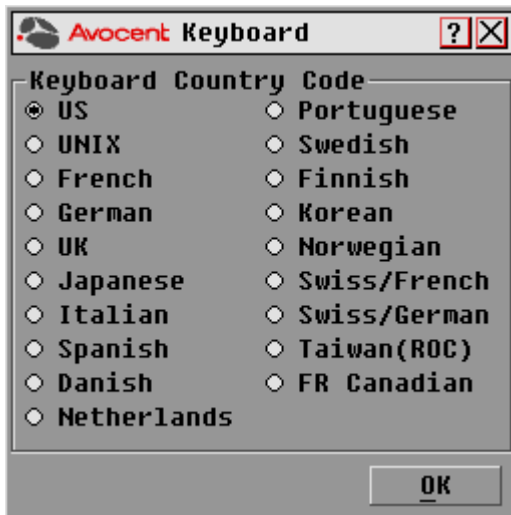 Avocent Keyboard ? X
Keyboard Country Code
US
UNIX
French
German
UK
Japanese
Italian
Spanish
Danish
Netherlands
Portuguese
Swedish
Finnish
Korean
Norwegian
Swiss/French
Swiss/German
Taiwan(ROC)
FR Canadian
OK